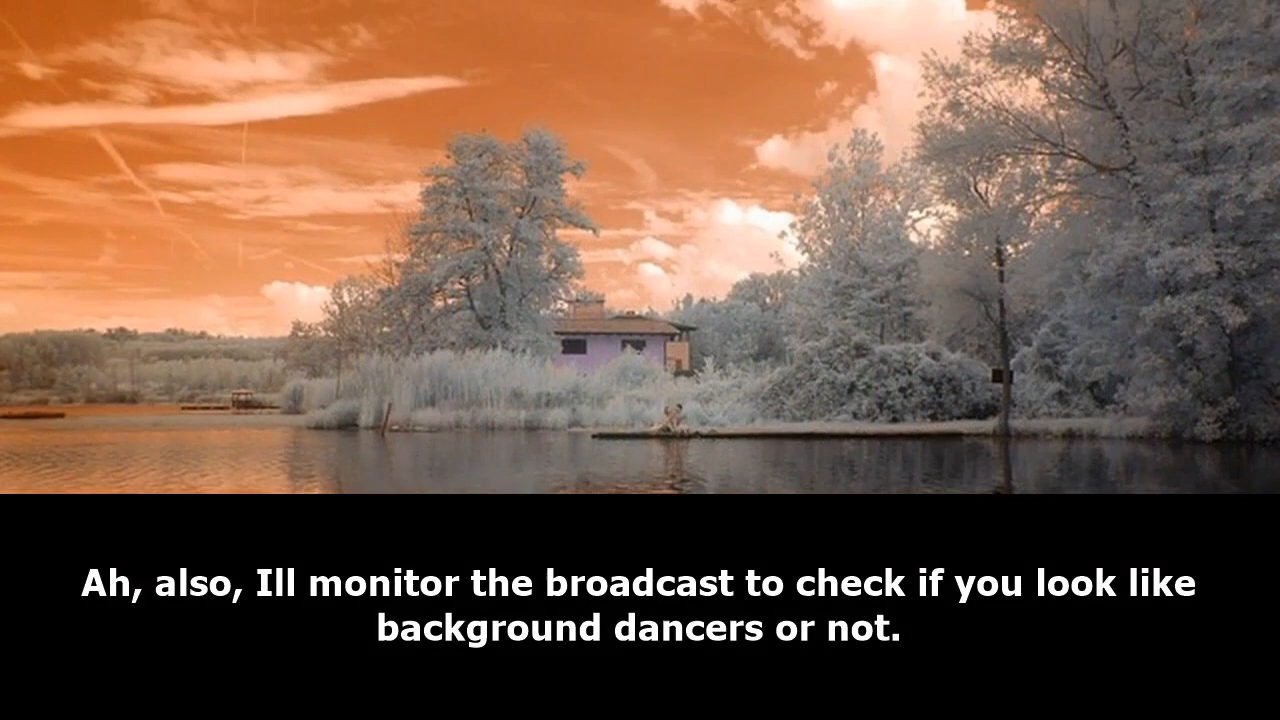 Ah, also, Ill monitor the broadcast to check if you look like
background dancers or not.